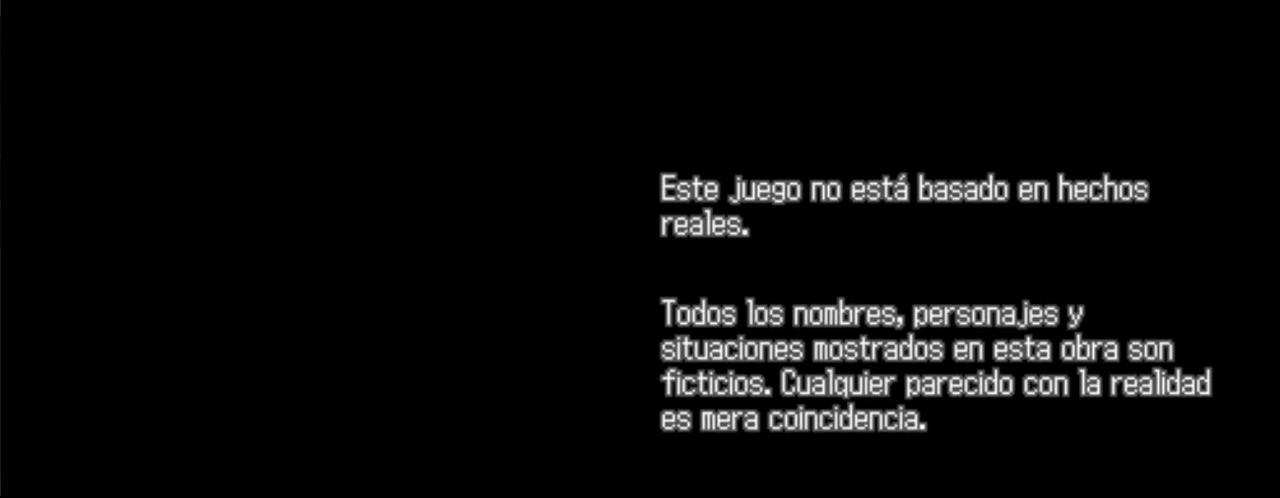 Este juego no está basado en hechos
reales.
Todos los nombres, personajes y
situaciones mostrados en esta obra son
ficticios. Cualquier parecido con la realidad
es mera coincidencia.